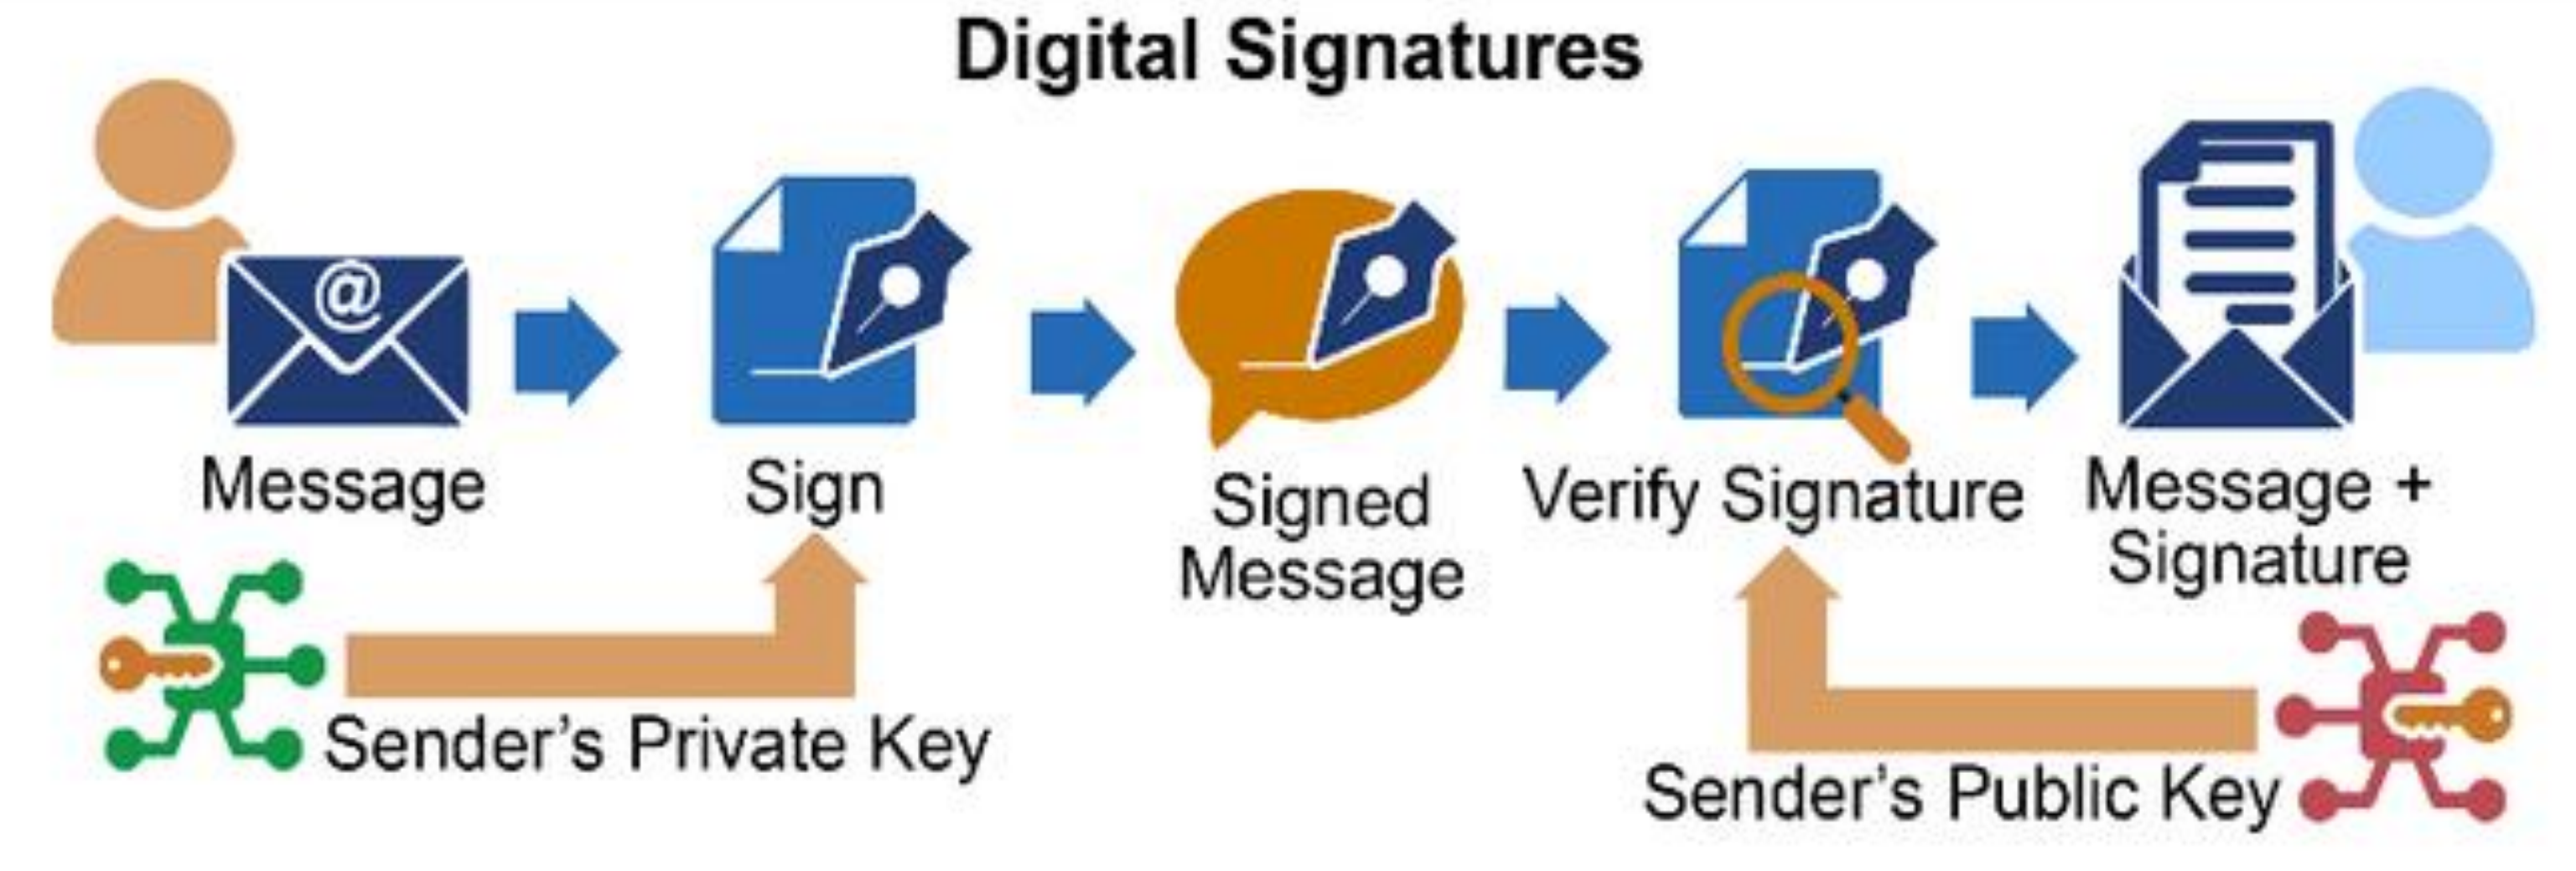 Digital Signatures
@
Message
Sign
Signed
Message
Verify Signature
Message +
Signature
Sender’s Private Key
Sender’s Public Key